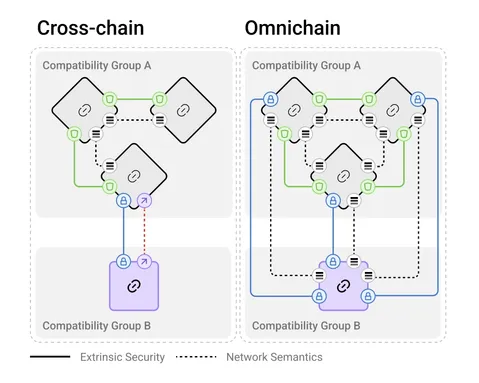 Cross-chain
Omnichain
Compatibility Group A
Compatibility Group A
Compatibility Group B
Compatibility Group B
Extrinsic Security
Network Semantics